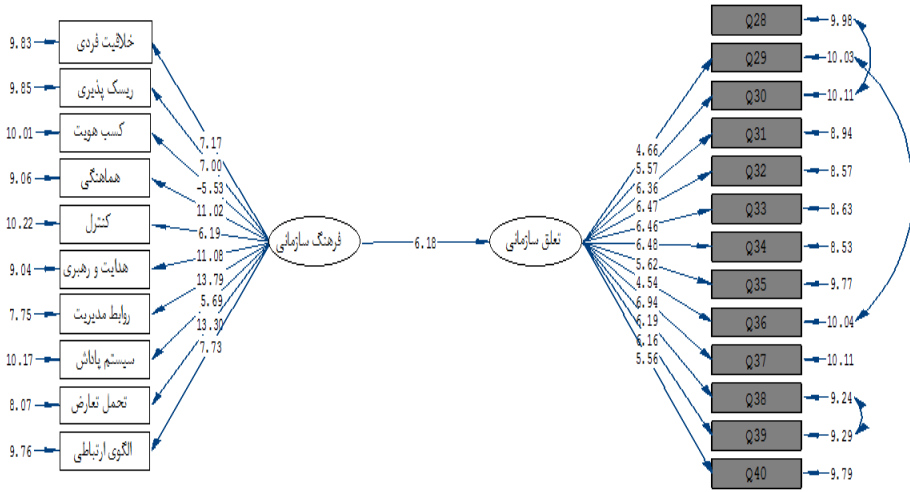 9.83 خلاقیت فردی
9.85 ریسک پذیری
10.01 کسب هویت
9.06 هماهنگی
10.22 کنترل
9.04 هدایت و رهبری
7.75 روابط مدیریت
10.17 سیستم پاداش
8.07 تحمل تعارض
9.76 الگوی ارتباطی
7.17
7.00
-5.53
11.02
6.19
11.08
13.79
5.69
13.30
7.73
فرهنگ سازمانی
6.18
تعلق سازمانی
4.66
5.57
6.36
6.47
6.46
6.48
5.62
4.54
6.94
6.19
6.16
5.56
Q28 9.98
Q29 10.03
Q30 10.11
Q31 8.94
Q32 8.57
Q33 8.63
Q34 8.53
Q35 9.77
Q36 10.04
Q37 10.11
Q38 9.24
Q39 9.29
Q40 9.79